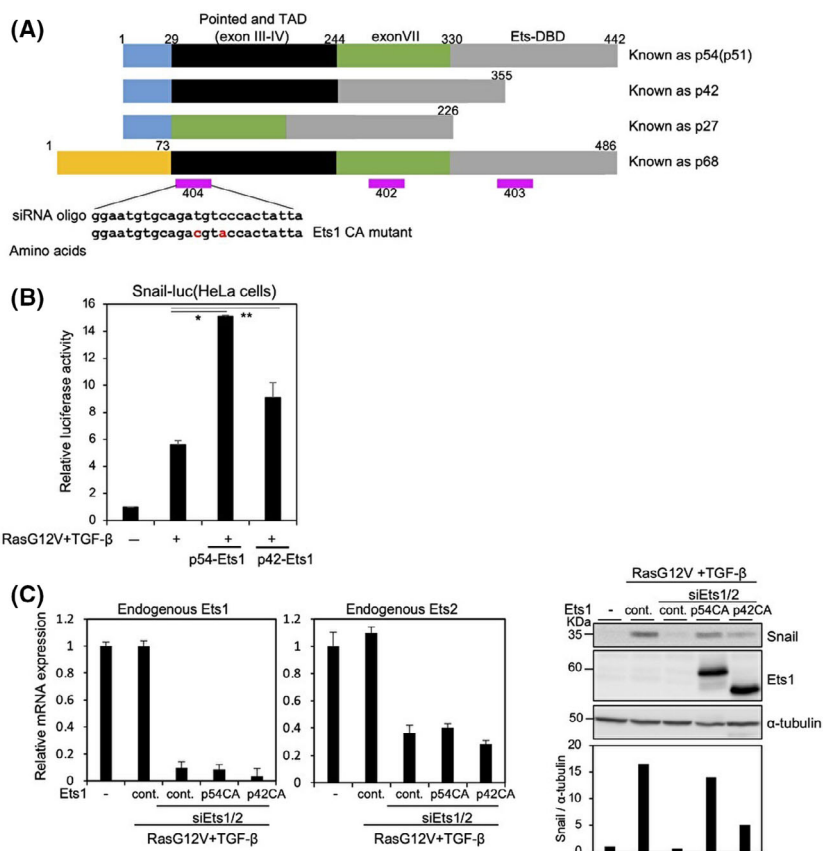 (A)
Pointed and TAD
(exon III-IV)
exonVII
Ets-DBD
1 29 244 330 442
Known as p54(p51)
355
Known as p42
226
Known as p27
1 73 486
Known as p68
404 402 403
siRNA oligo ggaatgtgcagatgtcccactatta
ggaatgtgcagacgtaccactatta Ets1 CA mutant
Amino acids
(B)
Snail-luc(HeLa cells)
Relative luciferase activity
16
14
12
10
8
6
4
2
0
* **
RasG12V+TGF-β – + + +
p54-Ets1 p42-Ets1
(C)
Endogenous Ets1
Relative mRNA expression
1.2
1
0.8
0.6
0.4
0.2
0
Ets1 - cont. cont. p54CA p42CA
siEts1/2
RasG12V+TGF-β
Endogenous Ets2
1.2
1
0.8
0.6
0.4
0.2
0
- cont. cont. p54CA p42CA
siEts1/2
RasG12V+TGF-β
RasG12V +TGF-β
siEts1/2
Ets1 - cont. cont. p54CA p42CA
KDa
35 Snail
60 Ets1
50 α-tubulin
Snail / α-tubulin
20
15
10
5
0